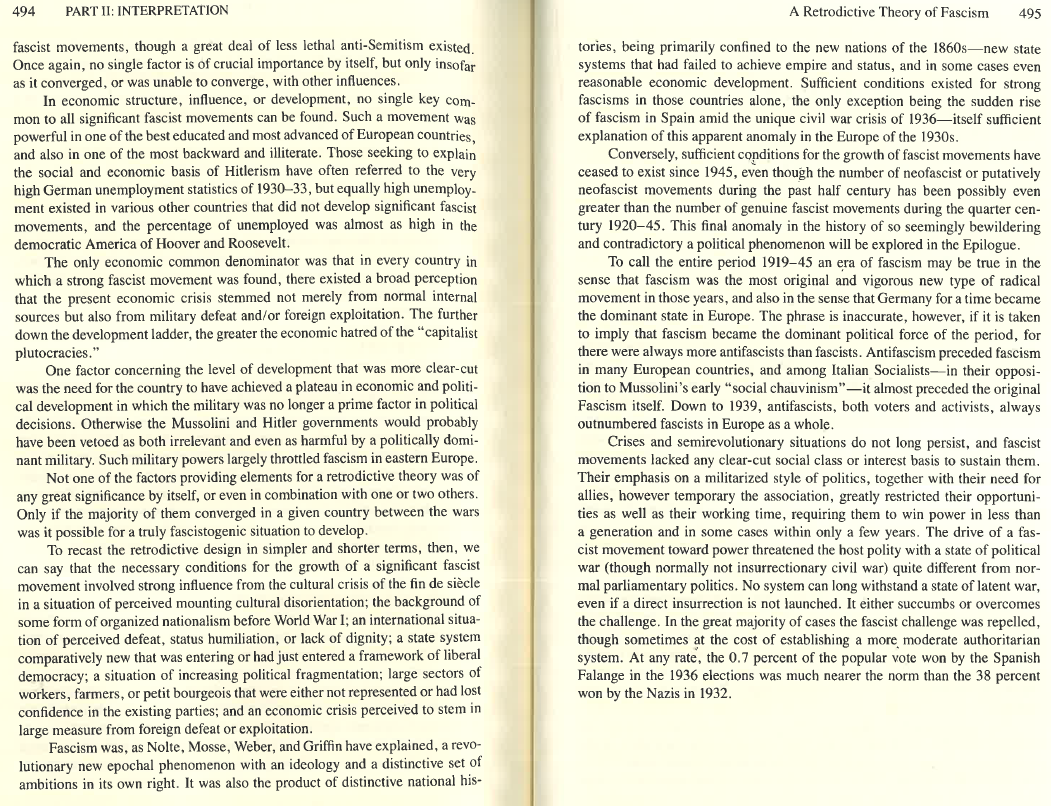 494 PART II: INTERPRETATION
fascist movements, though a great deal of less lethal anti-Semitism existed.
Once again, no single factor is of crucial importance by itself, but only insofar
as it converged, or was unable to converge, with other influences.
In economic structure, influence, or development, no single key com-
mon to all significant fascist movements can be found. Such a movement was
powerful in one of the best educated and most advanced of European countries,
and also in one of the most backward and illiterate. Those seeking to explain
the social and economic basis of Hitlerism have often referred to the very
high German unemployment statistics of 1930–33, but equally high unemploy-
ment existed in various other countries that did not develop significant fascist
movements, and the percentage of unemployed was almost as high in the
democratic America of Hoover and Roosevelt.
The only economic common denominator was that in every country in
which a strong fascist movement was found, there existed a broad perception
that the present economic crisis stemmed not merely from normal internal
sources but also from military defeat and/or foreign exploitation. The further
down the development ladder, the greater the economic hatred of the “capitalist
plutocracies.”
One factor concerning the level of development that was more clear-cut
was the need for the country to have achieved a plateau in economic and politi-
cal development in which the military was no longer a prime factor in political
decisions. Otherwise the Mussolini and Hitler governments would probably
have been vetoed as both irrelevant and even as harmful by a politically domi-
nant military. Such military powers largely throttled fascism in eastern Europe.
Not one of the factors providing elements for a retrodictive theory was of
any great significance by itself, or even in combination with one or two others.
Only if the majority of them converged in a given country between the wars
was it possible for a truly fascistogenic situation to develop.
To recast the retrodictive design in simpler and shorter terms, then, we
can say that the necessary conditions for the growth of a significant fascist
movement involved strong influence from the cultural crisis of the fin de siècle
in a situation of perceived mounting cultural disorientation; the background of
some form of organized nationalism before World War I; an international situa-
tion of perceived defeat, status humiliation, or lack of dignity; a state system
comparatively new that was entering or had just entered a framework of liberal
democracy; a situation of increasing political fragmentation; large sectors of
workers, farmers, or petit bourgeois that were either not represented or had lost
confidence in the existing parties; and an economic crisis perceived to stem in
large measure from foreign defeat or exploitation.
Fascism was, as Nolte, Mosse, Weber, and Griffin have explained, a revo-
lutionary new epochal phenomenon with an ideology and a distinctive set of
ambitions in its own right. It was also the product of distinctive national his-
A Retrodictive Theory of Fascism 495
tories, being primarily confined to the new nations of the 1860s—new state
systems that had failed to achieve empire and status, and in some cases even
reasonable economic development. Sufficient conditions existed for strong
fascisms in those countries alone, the only exception being the sudden rise
of fascism in Spain amid the unique civil war crisis of 1936—itself sufficient
explanation of this apparent anomaly in the Europe of the 1930s.
Conversely, sufficient conditions for the growth of fascist movements have
ceased to exist since 1945, even though the number of neofascist or putatively
neofascist movements during the past half century has been possibly even
greater than the number of genuine fascist movements during the quarter cen-
tury 1920–45. This final anomaly in the history of so seemingly bewildering
and contradictory a political phenomenon will be explored in the Epilogue.
To call the entire period 1919–45 an era of fascism may be true in the
sense that fascism was the most original and vigorous new type of radical
movement in those years, and also in the sense that Germany for a time became
the dominant state in Europe. The phrase is inaccurate, however, if it is taken
to imply that fascism became the dominant political force of the period, for
there were always more antifascists than fascists. Antifascism preceded fascism
in many European countries, and among Italian Socialists—in their opposi-
tion to Mussolini’s early “social chauvinism”—it almost preceded the original
Fascism itself. Down to 1939, antifascists, both voters and activists, always
outnumbered fascists in Europe as a whole.
Crises and semirevolutionary situations do not long persist, and fascist
movements lacked any clear-cut social class or interest basis to sustain them.
Their emphasis on a militarized style of politics, together with their need for
allies, however temporary the association, greatly restricted their opportuni-
ties as well as their working time, requiring them to win power in less than
a generation and in some cases within only a few years. The drive of a fas-
cist movement toward power threatened the host polity with a state of political
war (though normally not insurrectionary civil war) quite different from nor-
mal parliamentary politics. No system can long withstand a state of latent war,
even if a direct insurrection is not launched. It either succumbs or overcomes
the challenge. In the great majority of cases the fascist challenge was repelled,
though sometimes at the cost of establishing a more moderate authoritarian
system. At any rate, the 0.7 percent of the popular vote won by the Spanish
Falange in the 1936 elections was much nearer the norm than the 38 percent
won by the Nazis in 1932.